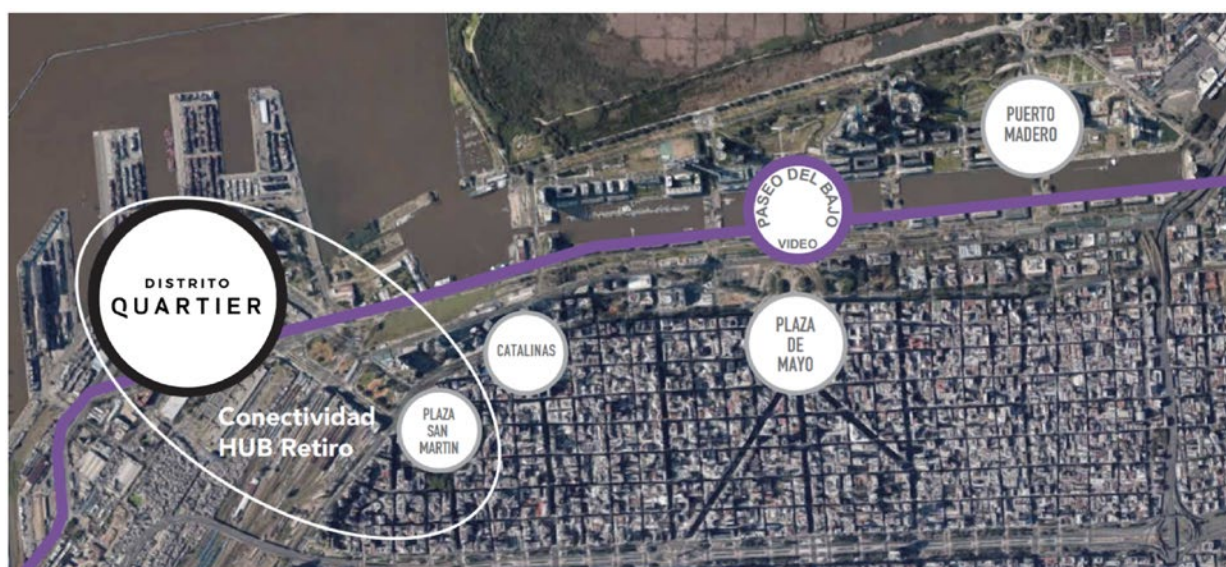 DISTRITO
QUARTIER
Conectividad
HUB Retiro
PLAZA
SAN
MARTIN
CATALINAS
PASEO DEL BAJO
VIDEO
PLAZA
DE
MAYO
PUERTO
MADERO